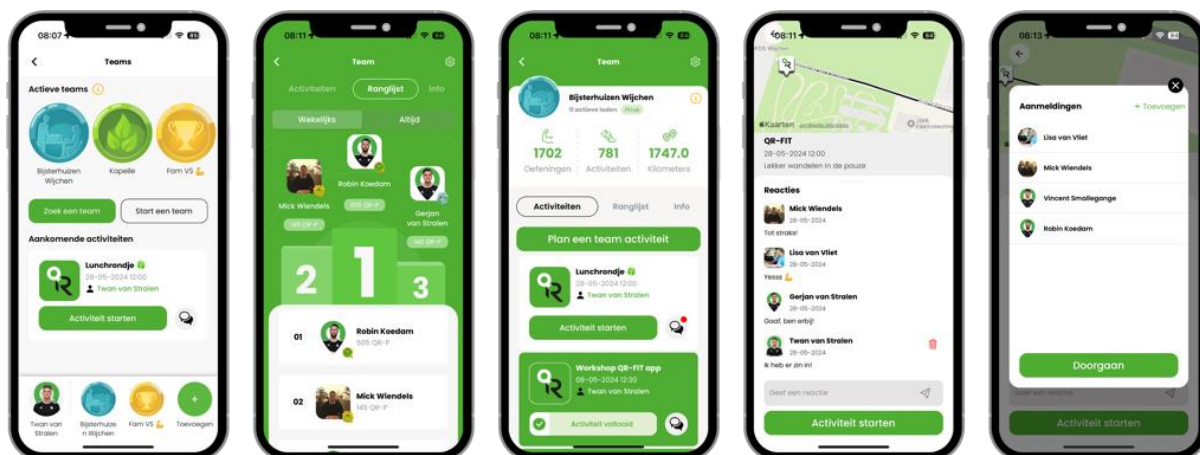 08:07
Teams
Actieve teams
Bijsterhuizen
Wijchen
Kapelle
Fam VS 💪
Zoek een team
Start een team
Aankomende activiteiten
Lunchrondje
28-05-2024 12:00
Twan van Stralen
Activiteit starten
Twan van
Stralen
Bijsterhuize
n Wijchen
Fam VS 💪
Toevoegen
08:11
Team
Activiteiten
Ranglijst
Info
Wekelijks
Altijd
Robin Koedam
505 QR-P
Mick Wiendels
145 QR-P
Gerjan
van Stralen
2
1
3
01
Robin Koedam
505 QR-P
02
Mick Wiendels
145 QR-P
08:11
Team
Bijsterhuizen Wijchen
11 actieve leden
Privé
1702
781
1747.0
Oefeningen
Activiteiten
Kilometers
Activiteiten
Ranglijst
Info
Plan een team activiteit
Lunchrondje
28-05-2024 12:00
Twan van Stralen
Activiteit starten
Workshop QR-FIT app
09-05-2024 12:30
Twan van Stralen
Activiteit voltooid
08:11
Kaarten
QR-FIT
28-05-2024 12:00
Lekker wandelen in de pauze
Reacties
Mick Wiendels
28-05-2024
Tot straks!
Lisa van Vliet
28-05-2024
Yesss 💪
Gerjan van Stralen
28-05-2024
Gaaf, ben erbij!
Twan van Stralen
28-05-2024
Ik heb er zin in!
Geef een reactie
Activiteit starten
08:13
Aanmeldingen
+ Toevoegen
Lisa van Vliet
Mick Wiendels
Vincent Smallegange
Robin Koedam
Doorgaan
Activiteit starten